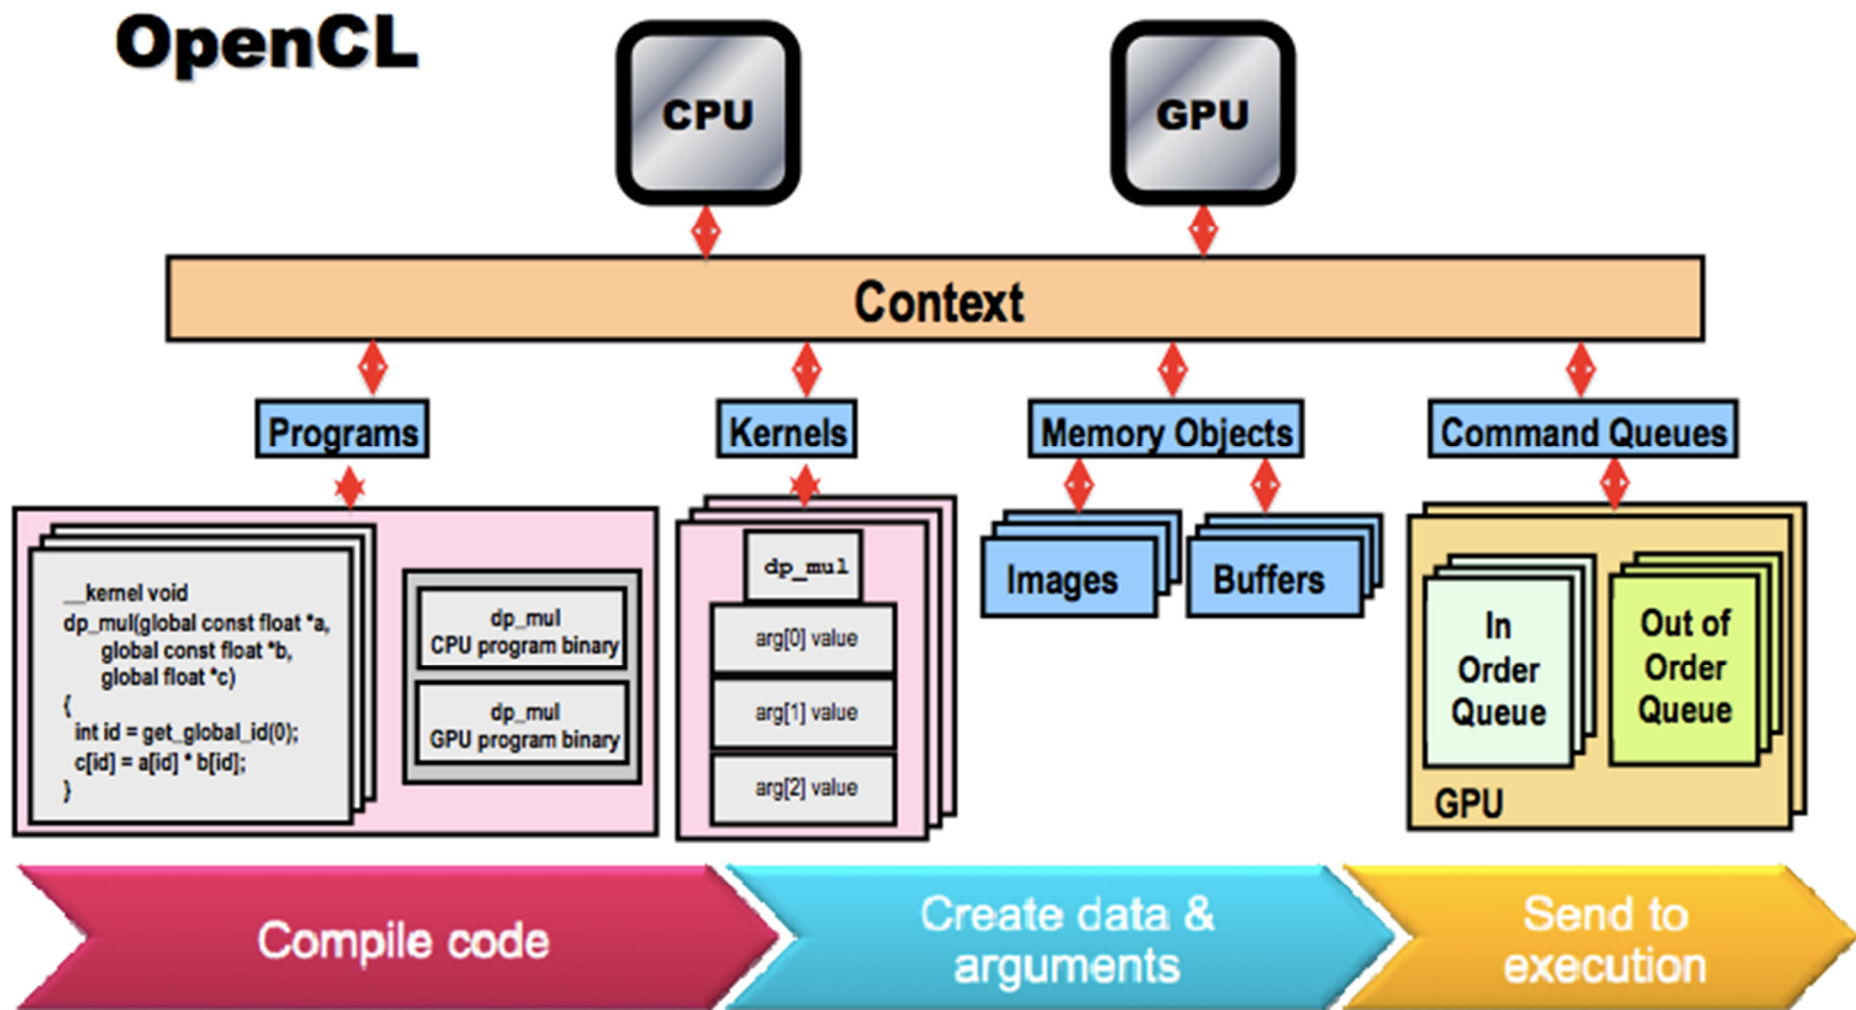 OpenCL
CPU
GPU
Context
Programs
Kernels
Memory Objects
Command Queues
__kernel void
dp_mul(global const float *a,
global const float *b,
global float *c)
{
int id = get_global_id(0);
c[id] = a[id] * b[id];
}
dp_mul
CPU program binary
dp_mul
GPU program binary
dp_mul
arg[0] value
arg[1] value
arg[2] value
Images
Buffers
In
Order
Queue
Out of
Order
Queue
GPU
Compile code
Create data &
arguments
Send to
execution